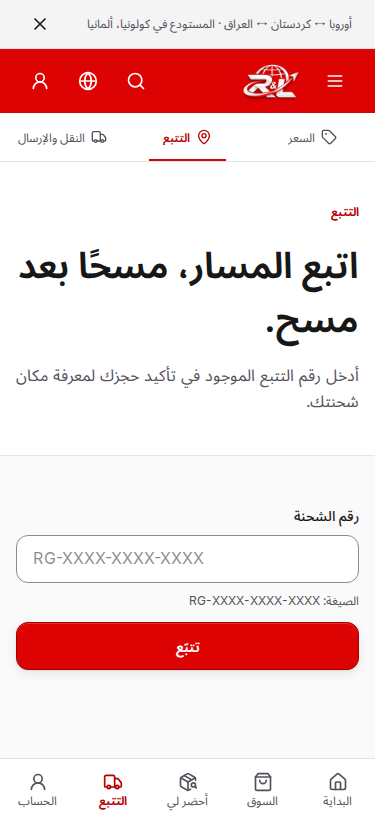 أوروبا ↔ كردستان ↔ العراق · المستودع في كولونيا، ألمانيا
R&L
السعر
التتبع
النقل والإرسال
التتبع
اتبع المسار، مسحًا بعد
مسح.
أدخل رقم التتبع الموجود في تأكيد حجزك لمعرفة مكان
شحنتك.
رقم الشحنة
RG-XXXX-XXXX-XXXX
الصيغة: RG-XXXX-XXXX-XXXX
تتبّع
البداية
السوق
أحضر لي
التتبع
الحساب